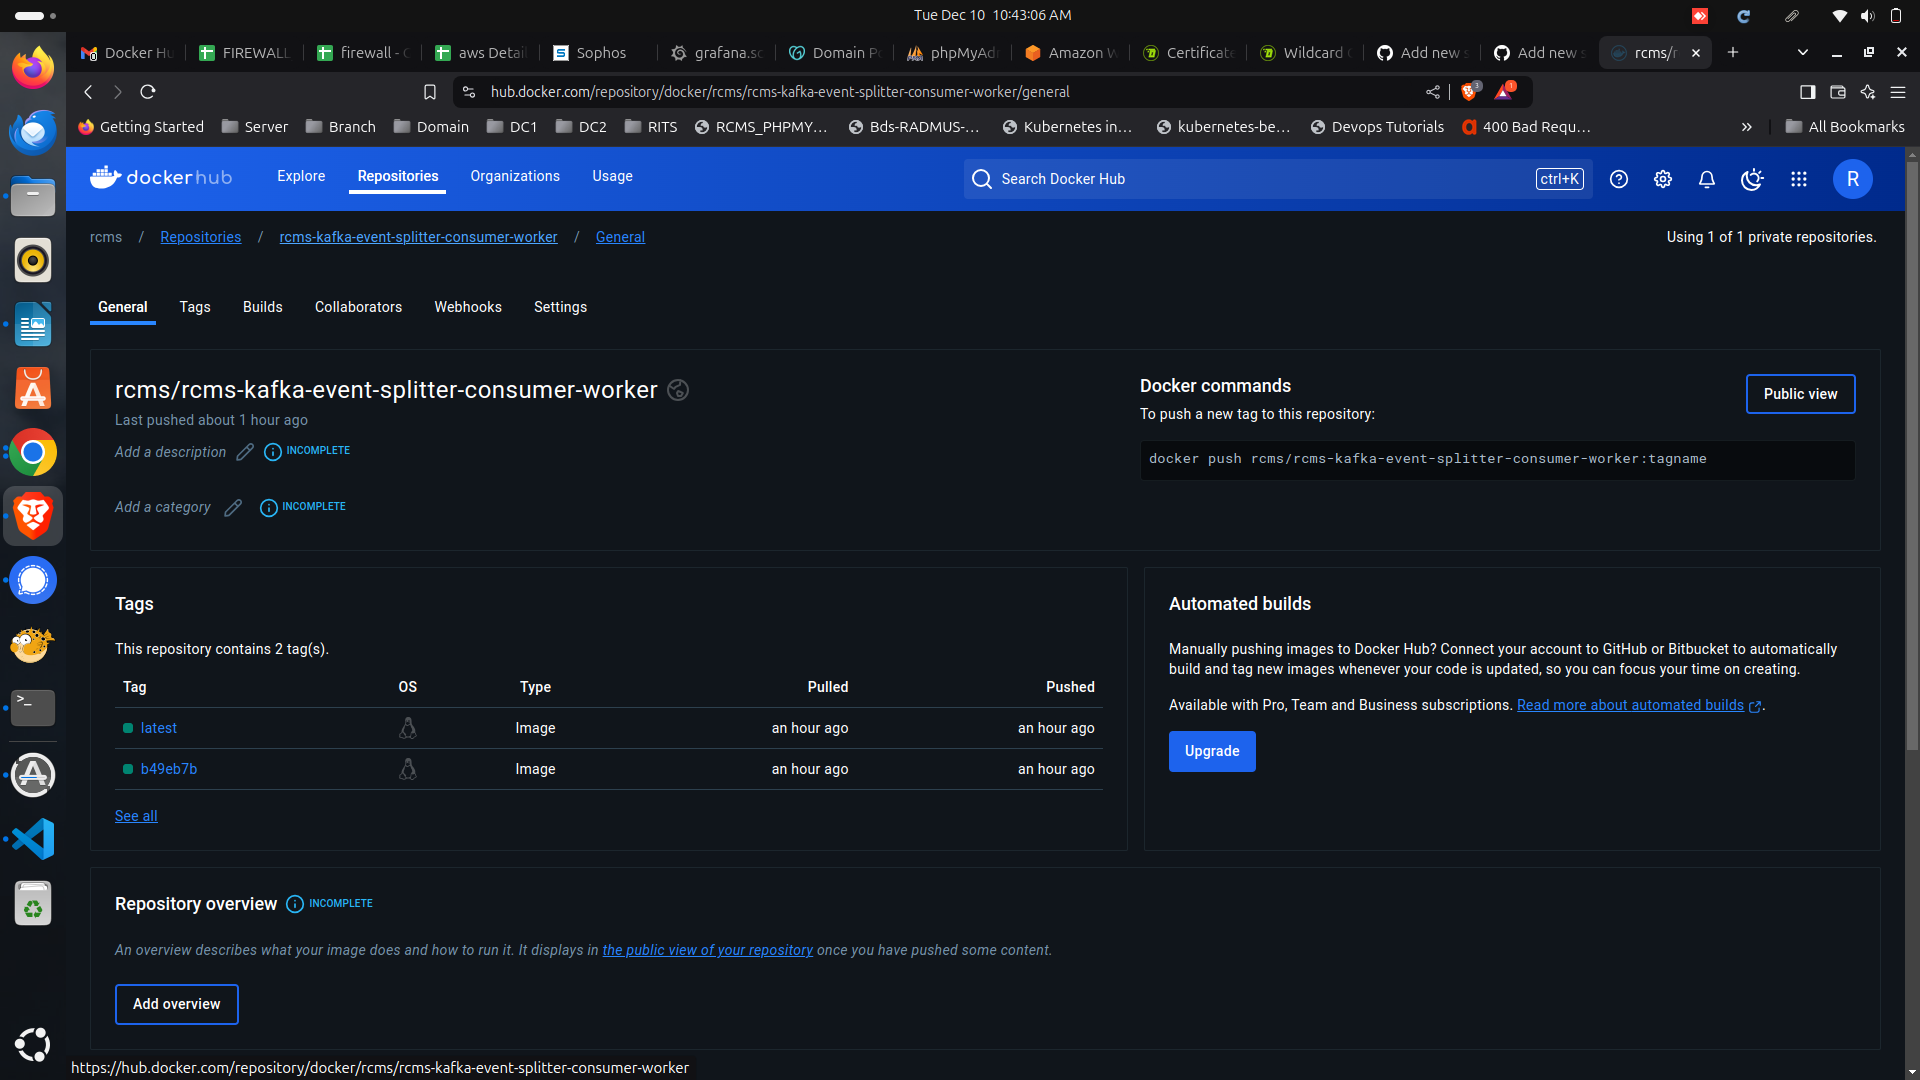 Tue Dec 10 10:43:06 AM
Docker Hu
FIREWALL
firewall - C
aws Detail
Sophos
grafana.sc
Domain Po
phpMyAdr
Amazon W
Certificate
Wildcard C
Add new s
Add new s
rcms/r
hub.docker.com/repository/docker/rcms/rcms-kafka-event-splitter-consumer-worker/general
3
1
Getting Started
Server
Branch
Domain
DC1
DC2
RITS
RCMS_PHPMY...
Bds-RADMUS-...
Kubernetes in...
kubernetes-be...
Devops Tutorials
400 Bad Requ...
» All Bookmarks
dockerhub
Explore
Repositories
Organizations
Usage
Search Docker Hub
ctrl+K
R
rcms / Repositories / rcms-kafka-event-splitter-consumer-worker / General
Using 1 of 1 private repositories.
General
Tags
Builds
Collaborators
Webhooks
Settings
rcms/rcms-kafka-event-splitter-consumer-worker
Last pushed about 1 hour ago
Add a description INCOMPLETE
Add a category INCOMPLETE
Docker commands
To push a new tag to this repository:
Public view
docker push rcms/rcms-kafka-event-splitter-consumer-worker:tagname
Tags
This repository contains 2 tag(s).
Tag OS Type Pulled Pushed
latest Image an hour ago an hour ago
b49eb7b Image an hour ago an hour ago
See all
Automated builds
Manually pushing images to Docker Hub? Connect your account to GitHub or Bitbucket to automatically
build and tag new images whenever your code is updated, so you can focus your time on creating.
Available with Pro, Team and Business subscriptions. Read more about automated builds .
Upgrade
Repository overview INCOMPLETE
An overview describes what your image does and how to run it. It displays in the public view of your repository once you have pushed some content.
Add overview
https://hub.docker.com/repository/docker/rcms/rcms-kafka-event-splitter-consumer-worker